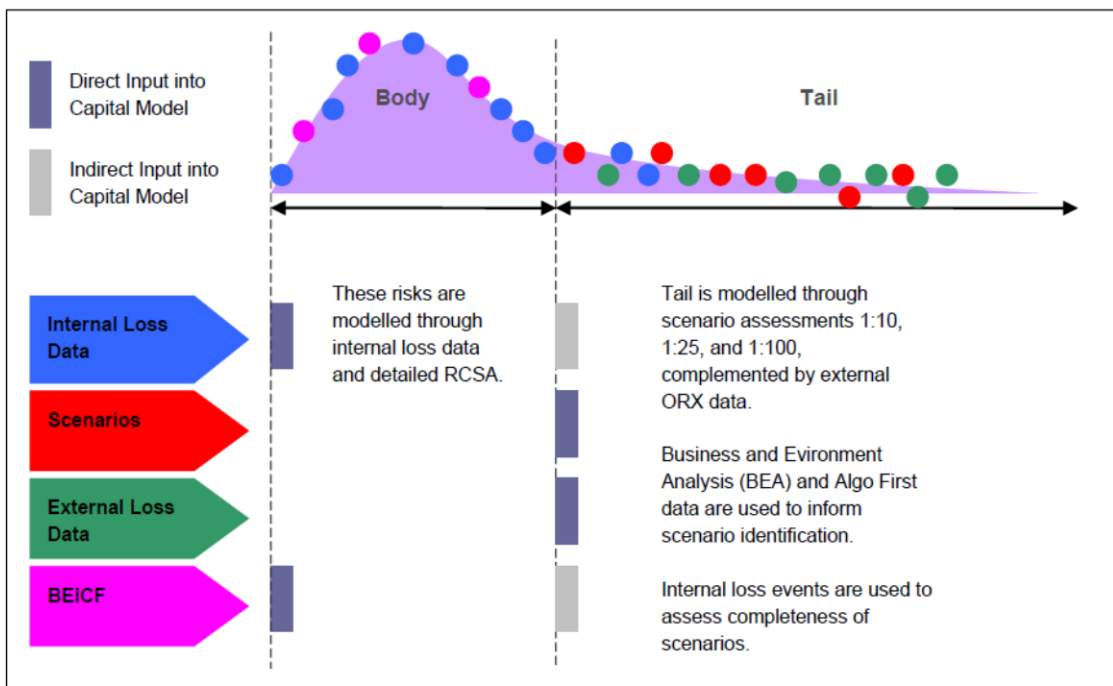 Direct Input into
Capital Model
Indirect Input into
Capital Model
Body
Tail
Internal Loss
Data
Scenarios
External Loss
Data
BEICF
These risks are
modelled through
internal loss data
and detailed RCSA.
Tail is modelled through
scenario assessments 1:10,
1:25, and 1:100,
complemented by external
ORX data.
Business and Evironment
Analysis (BEA) and Algo First
data are used to inform
scenario identification.
Internal loss events are used to
assess completeness of
scenarios.